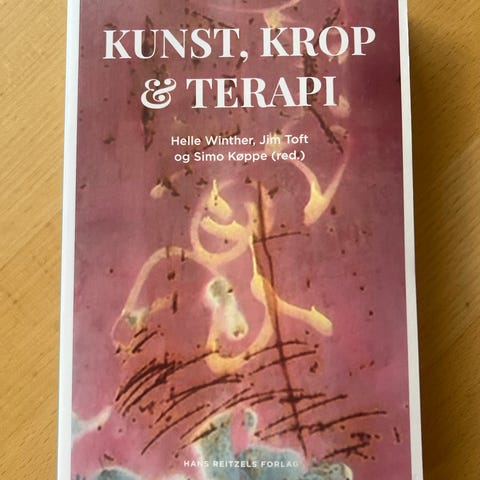 KUNST, KROP
& TERAPI
Helle Winther, Jim Toft
og Simo Køppe (red.)
HANS REITZELS FORLAG